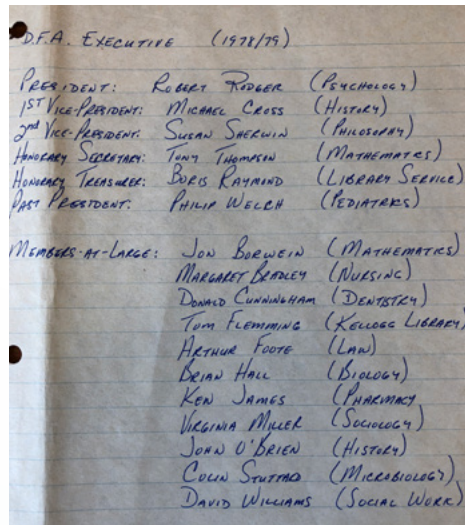 D.F.A. EXECUTIVE (1978/79)
PRESIDENT: ROBERT RODGER (PSYCHOLOGY)
1ST VICE-PRESIDENT: MICHAEL CROSS (HISTORY)
2nd VICE-PRESIDENT: SUSAN SHERWIN (PHILOSOPHY)
HONORARY SECRETARY: TONY THOMPSON (MATHEMATICS)
HONORARY TREASURER: BORIS RAYMOND (LIBRARY SERVICE)
PAST PRESIDENT: PHILIP WELCH (PEDIATRICS)
MEMBERS-AT-LARGE: JON BORWEIN (MATHEMATICS)
MARGARET BRADLEY (NURSING)
DONALD CUNNINGHAM (DENTISTRY)
TOM FLEMMING (KELLOGG LIBRARY)
ARTHUR FOOTE (LAW)
BRIAN HALL (BIOLOGY)
KEN JAMES (PHARMACY
VIRGINIA MILLER (SOCIOLOGY)
JOHN O'BRIEN (HISTORY)
COLIN STUTTARD (MICROBIOLOGY)
DAVID WILLIAMS (SOCIAL WORK)